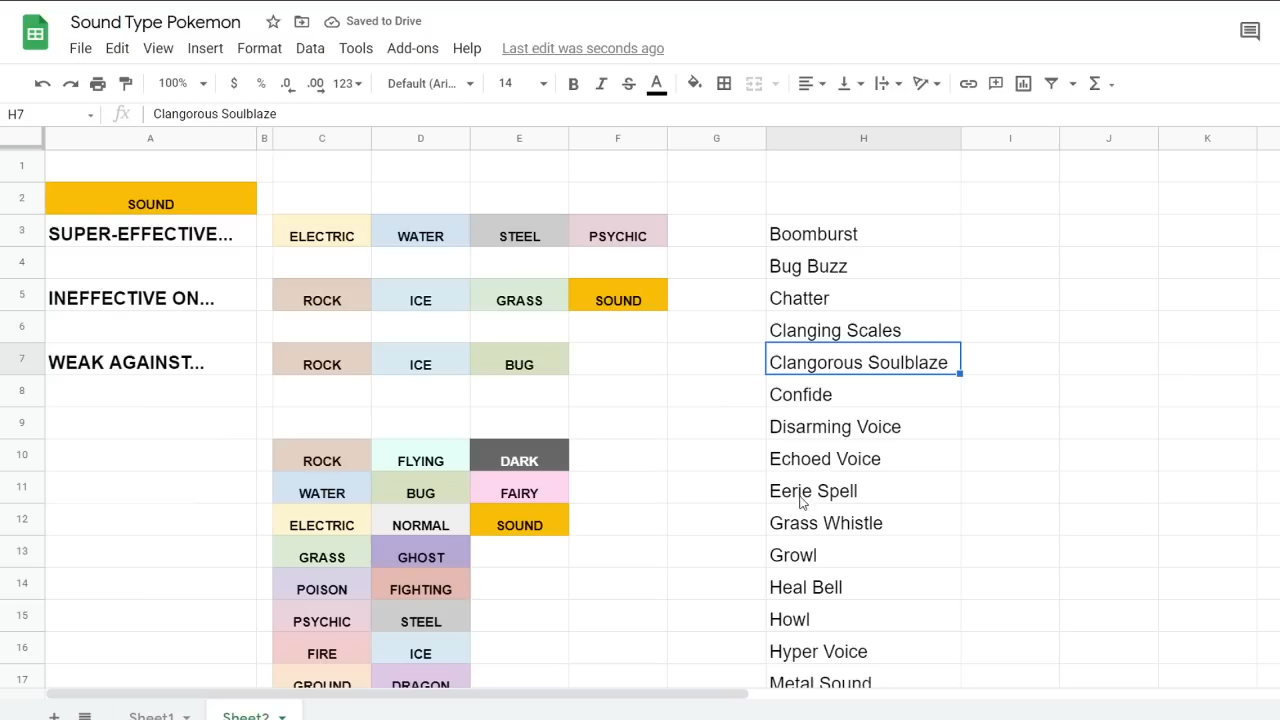 Sound Type Pokemon
Saved to Drive
File Edit View Insert Format Data Tools Add-ons Help Last edit was seconds ago
100% $ % .0 .00 123 Default (Ari... 14 B I S A Σ
H7 fx Clangorous Soulblaze
A B C D E F G H I J K
1
2 SOUND
3 SUPER-EFFECTIVE... ELECTRIC WATER STEEL PSYCHIC Boomburst
4 Bug Buzz
5 INEFFECTIVE ON... ROCK ICE GRASS SOUND Chatter
6 Clanging Scales
7 WEAK AGAINST... ROCK ICE BUG Clangorous Soulblaze
8 Confide
9 Disarming Voice
10 ROCK FLYING DARK Echoed Voice
11 WATER BUG FAIRY Eerie Spell
12 ELECTRIC NORMAL SOUND Grass Whistle
13 GRASS GHOST Growl
14 POISON FIGHTING Heal Bell
15 PSYCHIC STEEL Howl
16 FIRE ICE Hyper Voice
17 GROUND DRAGON Metal Sound
Sheet1 Sheet2